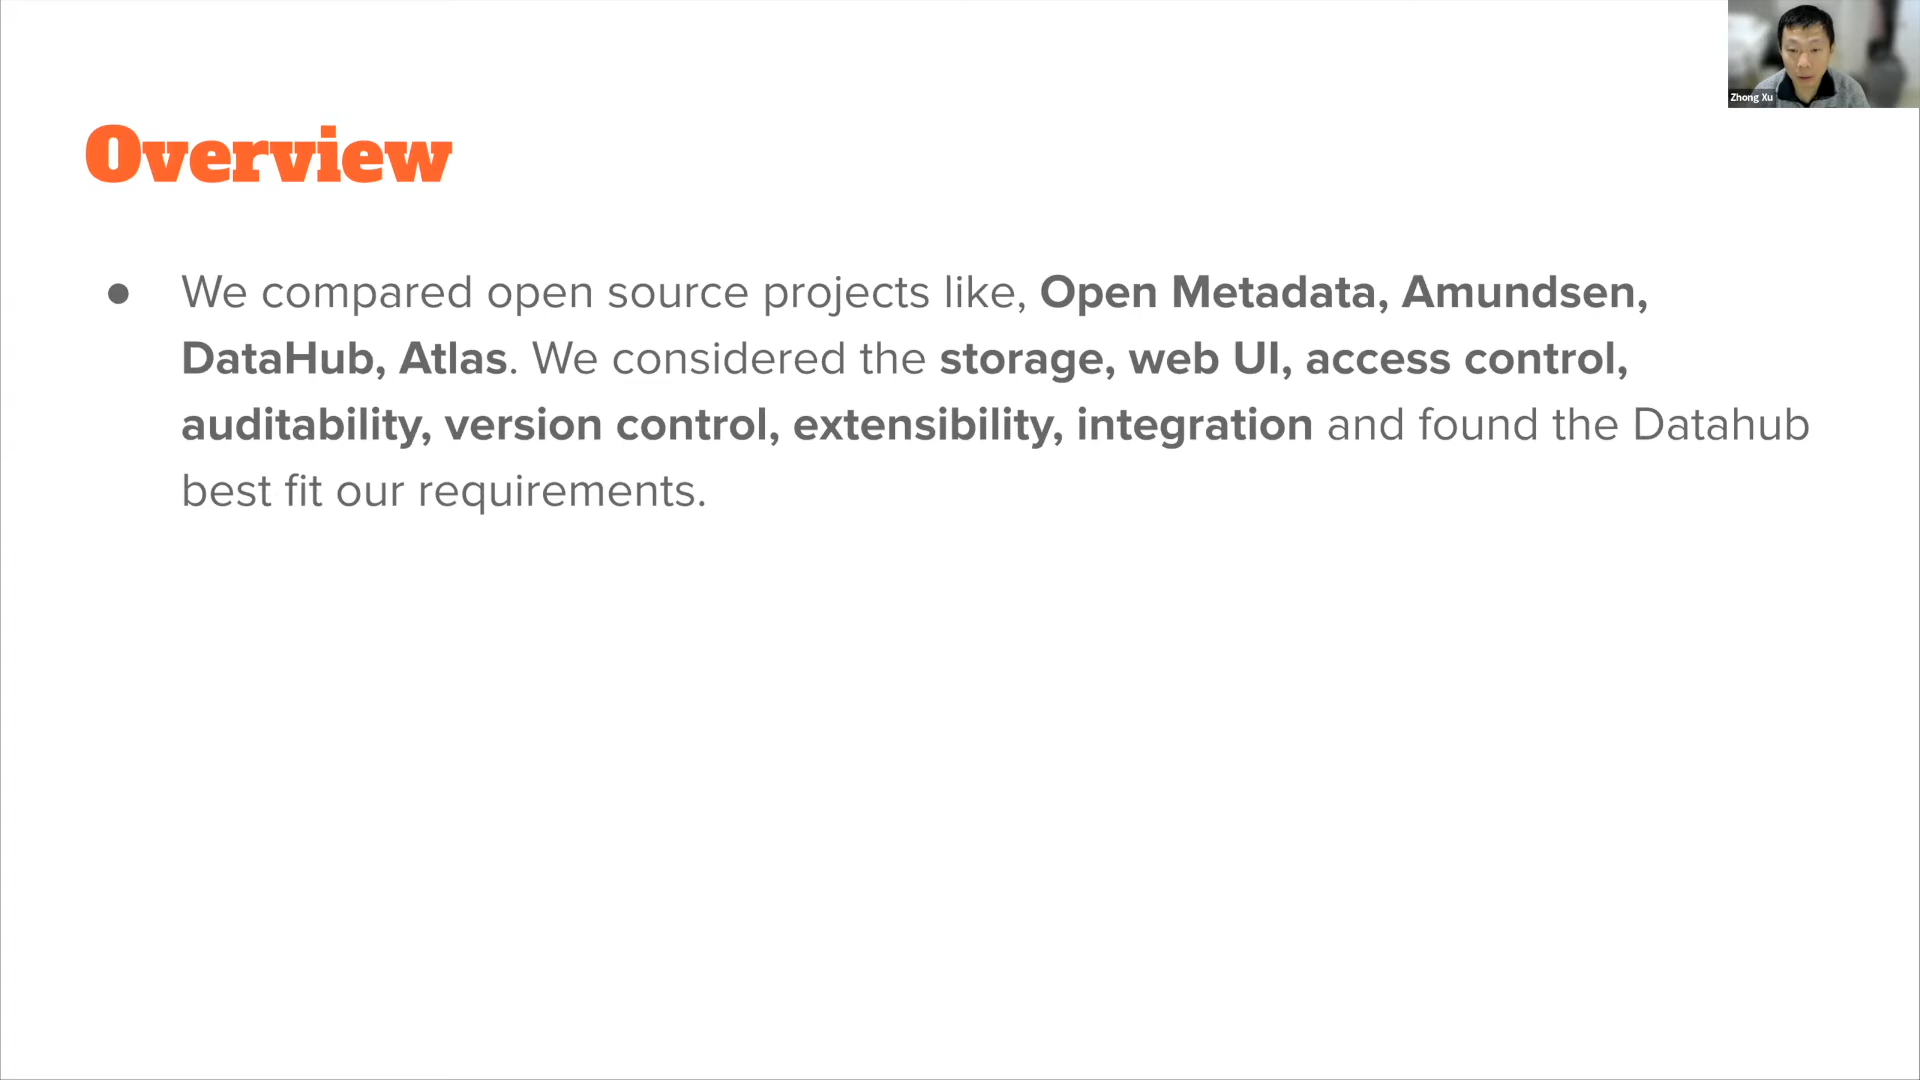 Zhong Xu
Overview
● We compared open source projects like, Open Metadata, Amundsen,
DataHub, Atlas. We considered the storage, web UI, access control,
auditability, version control, extensibility, integration and found the Datahub
best fit our requirements.